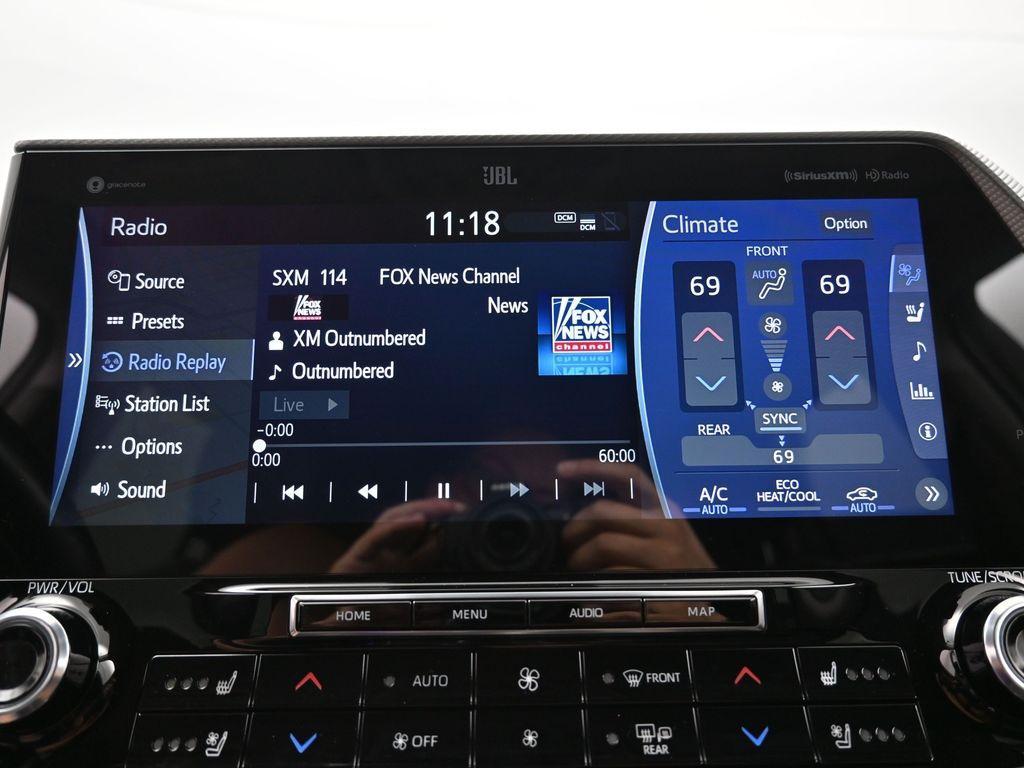 gracenote
JBL
SiriusXM HD Radio
Radio
11:18
DCM
DCM
Climate
Option
Source
Presets
Radio Replay
Station List
Options
Sound
SXM 114 FOX News Channel
News
FOX
NEWS
channel
XM Outnumbered
Outnumbered
Live
-0:00
0:00
60:00
FOX
NEWS
channel
FRONT
69
AUTO
69
SYNC
REAR
69
A/C
AUTO
ECO
HEAT/COOL
AUTO
PWR/VOL
TUNE/SCRO
HOME
MENU
AUDIO
MAP
AUTO
FRONT
OFF
REAR